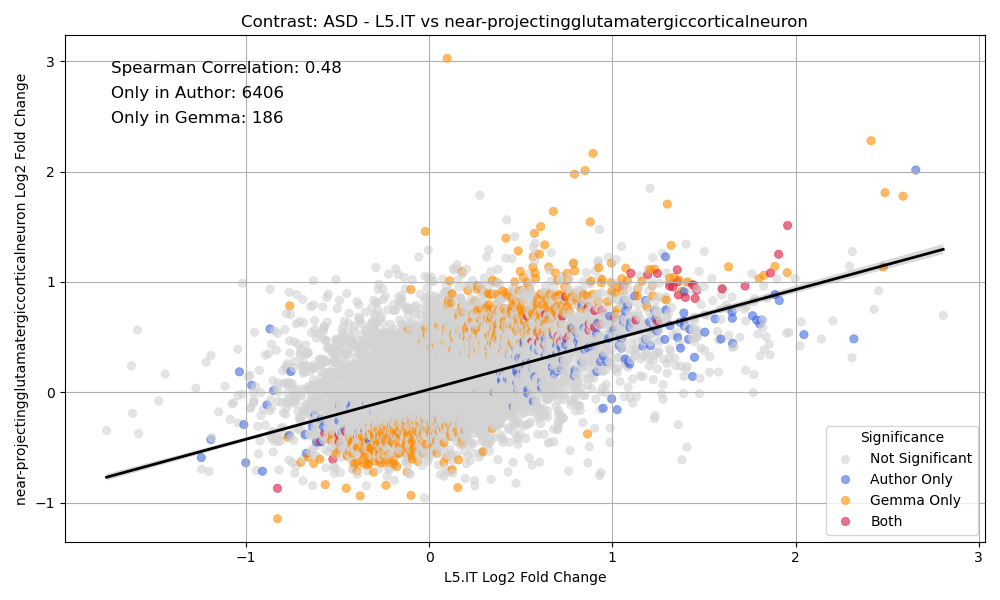 Contrast: ASD - L5.IT vs near-projectingglutamatergiccorticalneuron
near-projectingglutamatergiccorticalneuron Log2 Fold Change
3
2
1
0
−1
Spearman Correlation: 0.48
Only in Author: 6406
Only in Gemma: 186
Significance
Not Significant
Author Only
Gemma Only
Both
−1
0
1
2
3
L5.IT Log2 Fold Change